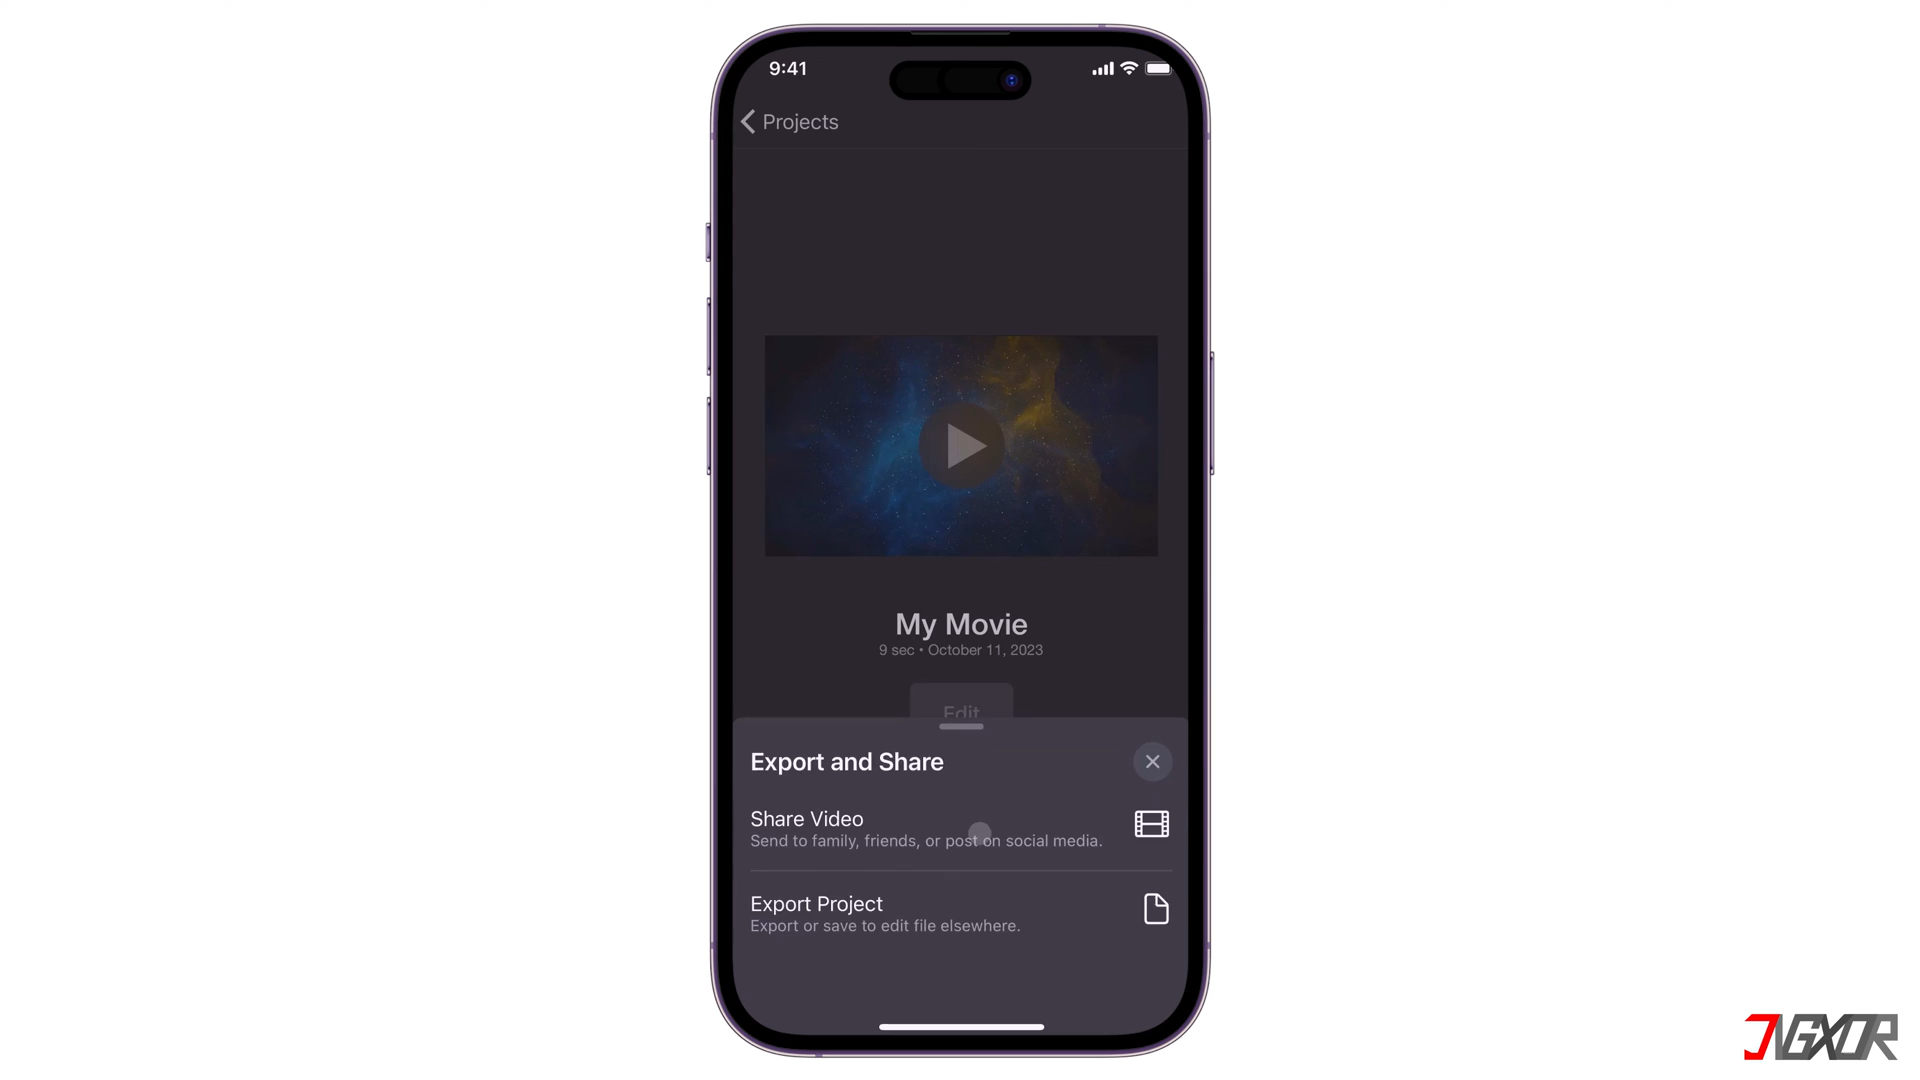 9:41
Projects
My Movie
9 sec • October 11, 2023
Edit
Export and Share
Share Video
Send to family, friends, or post on social media.
Export Project
Export or save to edit file elsewhere.
JIGXOR